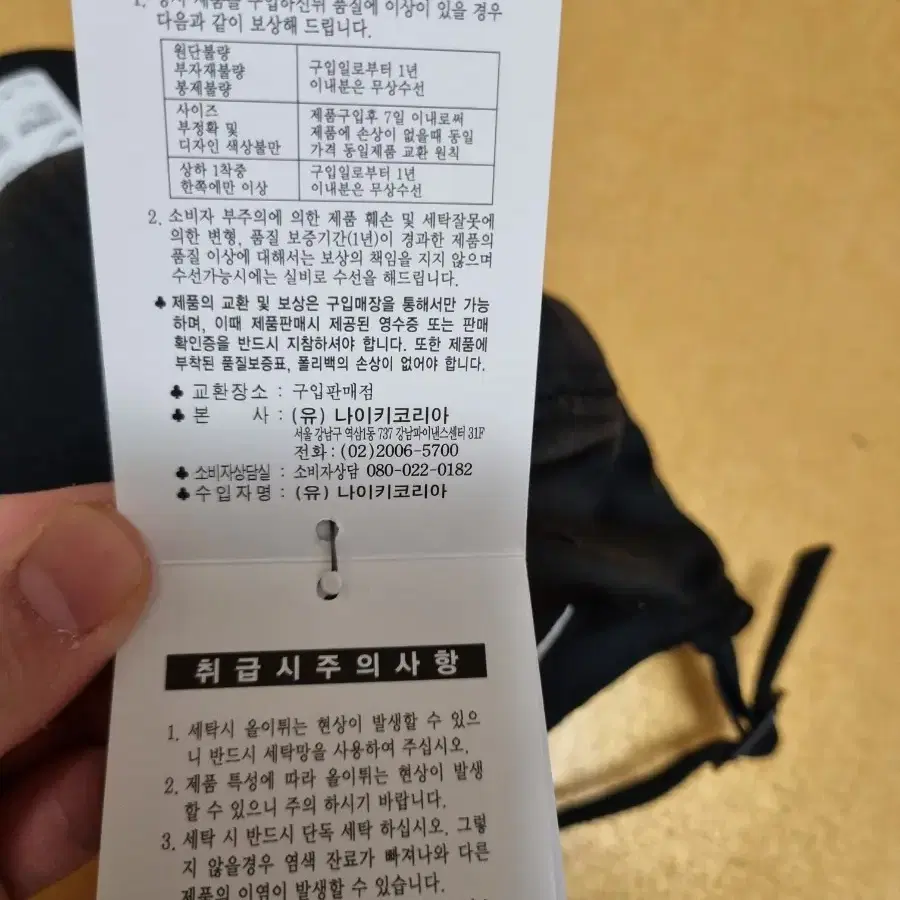 1. 당사 제품을 구입하신뒤 품질에 이상이 있을 경우
다음과 같이 보상해 드립니다.
원단불량
부자재불량
봉제불량
구입일로부터 1년
이내분은 무상수선
사이즈
부정확 및
디자인 색상불만
제품구입후 7일 이내로써
제품에 손상이 없을때 동일
가격 동일제품 교환 원칙
상하 1착중
한쪽에만 이상
구입일로부터 1년
이내분은 무상수선
2. 소비자 부주의에 의한 제품 훼손 및 세탁잘못에
의한 변형, 품질 보증기간(1년)이 경과한 제품의
품질 이상에 대해서는 보상의 책임을 지지 않으며
수선가능시에는 실비로 수선을 해드립니다.
♣ 제품의 교환 및 보상은 구입매장을 통해서만 가능
하며, 이때 제품판매시 제공된 영수증 또는 판매
확인증을 반드시 지참하셔야 합니다. 또한 제품에
부착된 품질보증표, 폴리백의 손상이 없어야 합니다.
♣ 교환장소 : 구입판매점
♣ 본 사 : (유) 나이키코리아
서울 강남구 역삼1동 737 강남파이낸스센터 31F
전화 : (02)2006-5700
♣ 소비자상담실 : 소비자상담 080-022-0182
♣ 수입자명 : (유) 나이키코리아
취급시주의사항
1. 세탁시 올이튀는 현상이 발생할 수 있으
니 반드시 세탁망을 사용하여 주십시오.
2. 제품 특성에 따라 올이튀는 현상이 발생
할 수 있으니 주의 하시기 바랍니다.
3. 세탁 시 반드시 단독 세탁 하십시오. 그렇
지 않을경우 염색 잔료가 빠져나와 다른
제품의 이염이 발생할 수 있습니다.